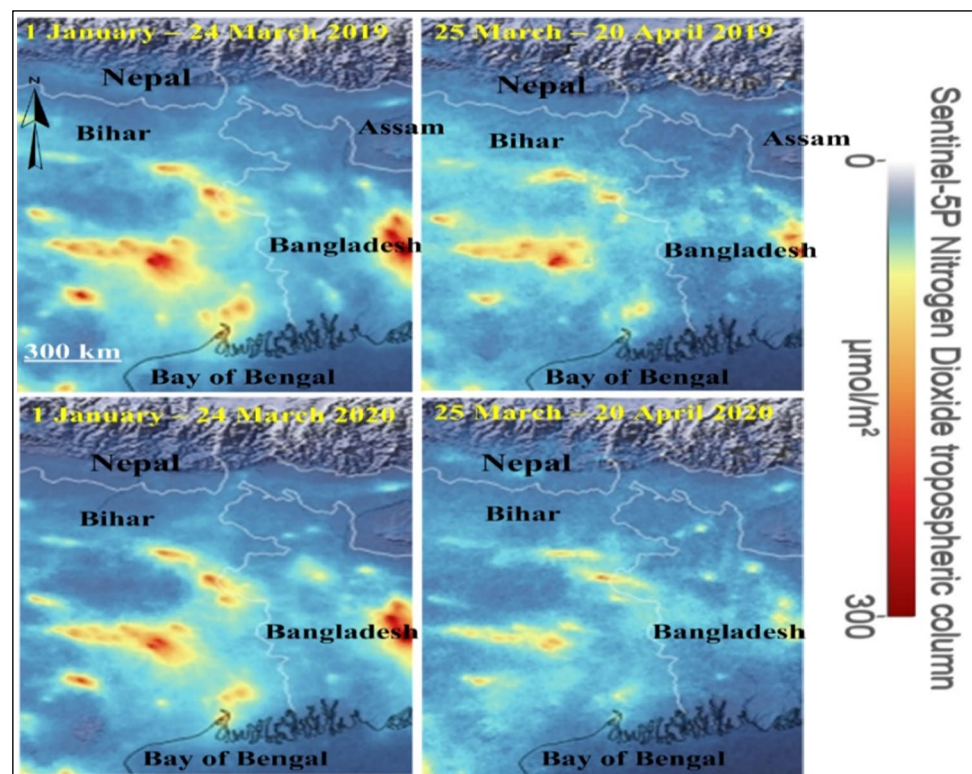 1 January – 24 March 2019
N
Nepal
Bihar
Assam
Bangladesh
300 km
Bay of Bengal
25 March – 20 April 2019
Nepal
Bihar
Assam
Bangladesh
Bay of Bengal
1 January – 24 March 2020
Nepal
Bihar
Bangladesh
Bay of Bengal
25 March – 20 April 2020
Nepal
Bihar
Bangladesh
Bay of Bengal
0
300
µmol/m²
Sentinel-5P Nitrogen Dioxide tropospheric column